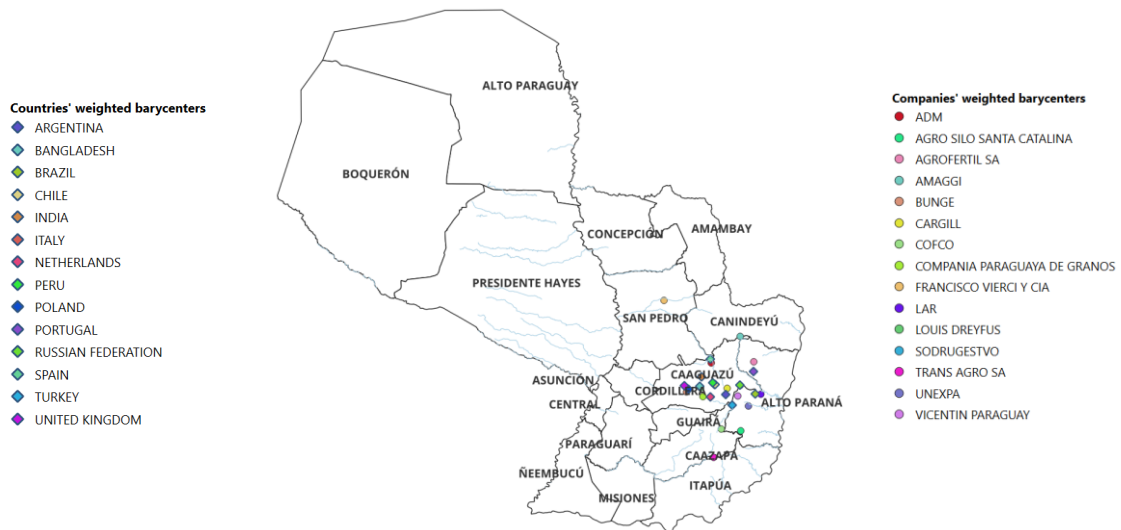 Countries' weighted barycenters
ARGENTINA
BANGLADESH
BRAZIL
CHILE
INDIA
ITALY
NETHERLANDS
PERU
POLAND
PORTUGAL
RUSSIAN FEDERATION
SPAIN
TURKEY
UNITED KINGDOM
ALTO PARAGUAY
BOQUERÓN
CONCEPCIÓN
AMAMBAY
PRESIDENTE HAYES
SAN PEDRO
CANINDEYÚ
ASUNCIÓN
CAAGUAZÚ
CORDILLERA
CENTRAL
ALTO PARANÁ
GUAIRÁ
PARAGUARÍ
CAAZAPÁ
ÑEEMBUCÚ
ITAPÚA
MISIONES
Companies' weighted barycenters
ADM
AGRO SILO SANTA CATALINA
AGROFERTIL SA
AMAGGI
BUNGE
CARGILL
COFCO
COMPANIA PARAGUAYA DE GRANOS
FRANCISCO VIERCI Y CIA
LAR
LOUIS DREYFUS
SODRUGESTVO
TRANS AGRO SA
UNEXPA
VICENTIN PARAGUAY